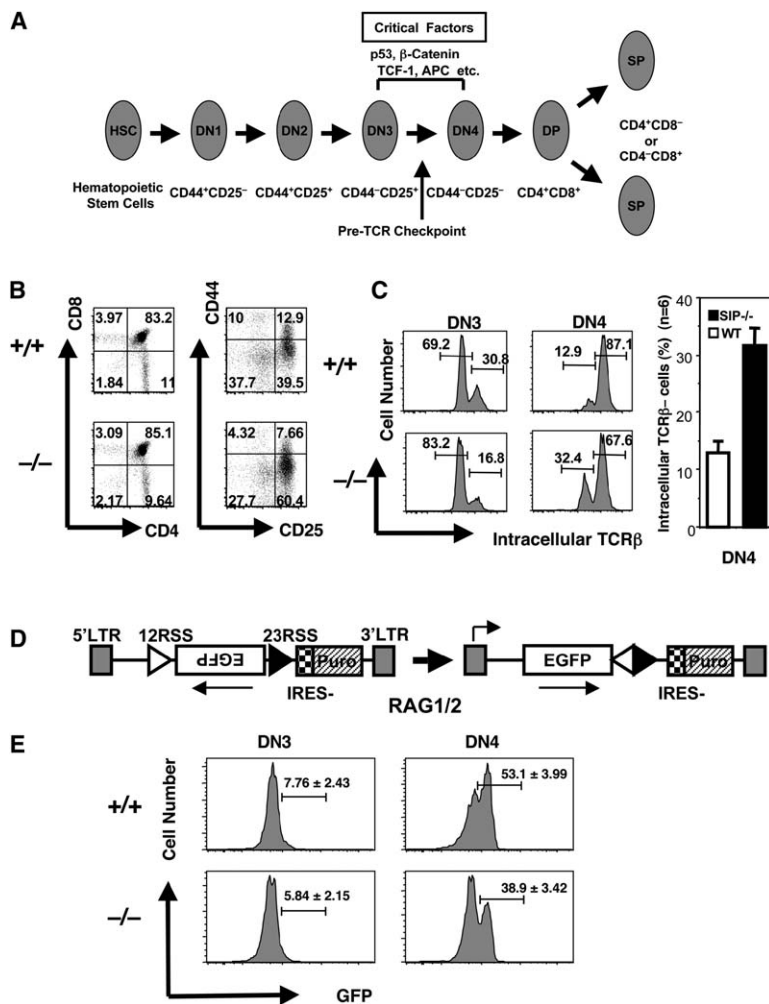 A
Critical Factors
p53, β-Catenin
TCF-1, APC etc.
SP
HSC DN1 DN2 DN3 DN4 DP
CD4⁺CD8⁻
or
CD4⁻CD8⁺
Hematopoietic
Stem Cells
CD44⁺CD25⁻ CD44⁺CD25⁺ CD44⁻CD25⁺ CD44⁻CD25⁻ CD4⁺CD8⁺
SP
Pre-TCR Checkpoint
B
CD8
CD44
+/+
3.97 83.2
1.84 11
10 12.9
37.7 39.5
–/–
3.09 85.1
2.17 9.64
4.32 7.66
27.7 60.4
CD4 CD25
C
DN3 DN4
Cell Number
+/+
69.2 30.8
12.9 87.1
–/–
83.2 16.8
32.4 67.6
Intracellular TCRβ
Intracellular TCRβ– cells (%) (n=6)
40
30
20
10
0
SIP-/-
WT
DN4
D
5'LTR 12RSS 23RSS 3'LTR
EGFP Puro EGFP Puro
IRES- IRES-
RAG1/2
E
DN3 DN4
Cell Number
+/+
7.76 ± 2.43
53.1 ± 3.99
–/–
5.84 ± 2.15
38.9 ± 3.42
GFP